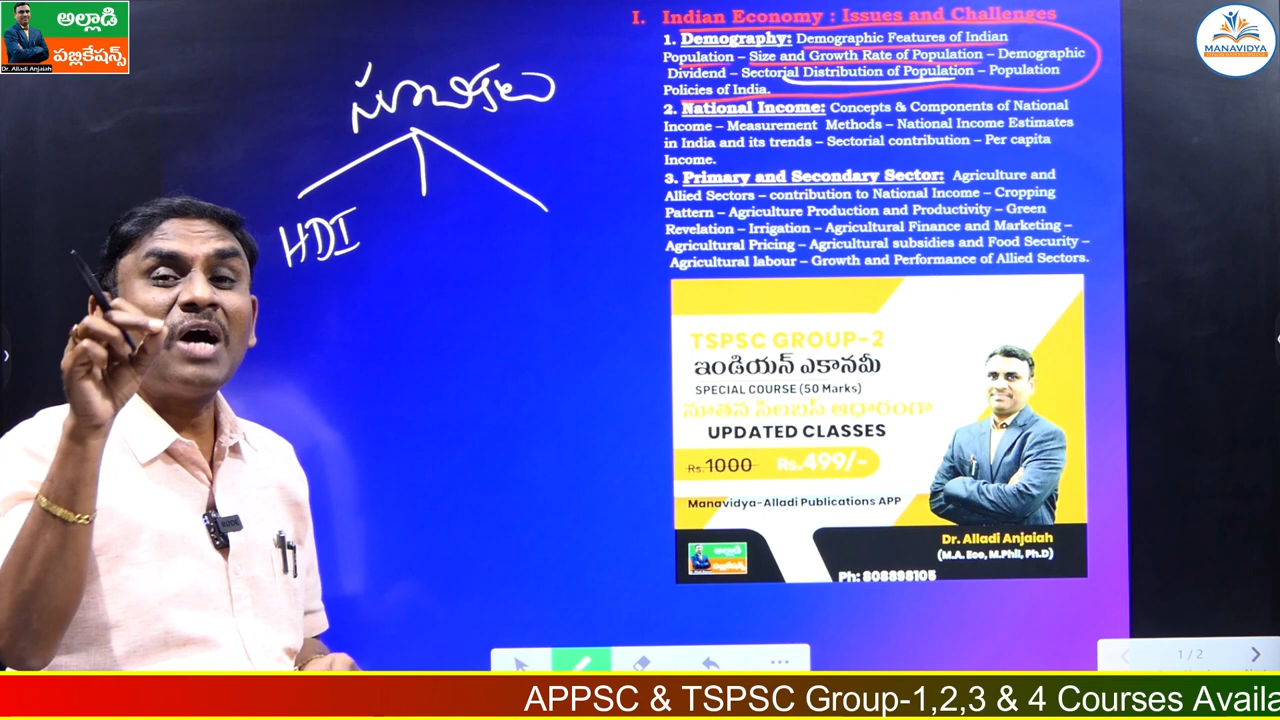 అల్లాడి
పబ్లికేషన్స్
Dr. Alladi Anjaiah
HDI
I. Indian Economy : Issues and Challenges
1. Demography: Demographic Features of Indian
Population – Size and Growth Rate of Population – Demographic
Dividend – Sectorial Distribution of Population – Population
Policies of India.
2. National Income: Concepts & Components of National
Income – Measurement Methods – National Income Estimates
in India and its trends – Sectorial contribution – Per capita
Income.
3. Primary and Secondary Sector: Agriculture and
Allied Sectors – contribution to National Income – Cropping
Pattern – Agriculture Production and Productivity – Green
Revelation – Irrigation – Agricultural Finance and Marketing –
Agricultural Pricing – Agricultural subsidies and Food Security –
Agricultural labour – Growth and Performance of Allied Sectors.
MANAVIDYA
TSPSC GROUP-2
ఇండియన్ ఎకానమీ
SPECIAL COURSE (50 Marks)
నూతన సిలబస్ ఆధారంగా
UPDATED CLASSES
Rs.1000 Rs.499/-
Manavidya-Alladi Publications APP
Dr. Alladi Anjaiah
(M.A. Eco, M.Phil, Ph.D)
Ph: 808898105
1 / 2
APPSC & TSPSC Group-1,2,3 & 4 Courses Availa